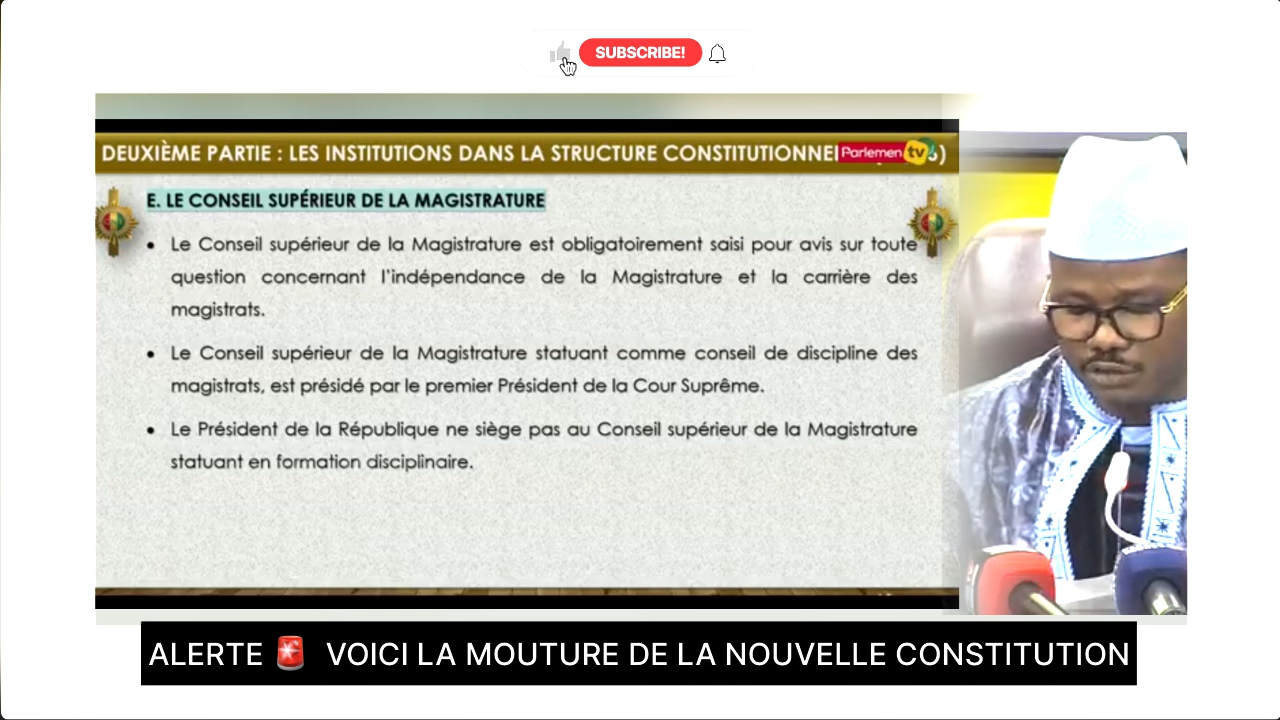 SUBSCRIBE!
DEUXIÈME PARTIE : LES INSTITUTIONS DANS LA STRUCTURE CONSTITUTIONNEL
Parlemen tv
E. LE CONSEIL SUPÉRIEUR DE LA MAGISTRATURE
• Le Conseil supérieur de la Magistrature est obligatoirement saisi pour avis sur toute
question concernant l'indépendance de la Magistrature et la carrière des
magistrats.
• Le Conseil supérieur de la Magistrature statuant comme conseil de discipline des
magistrats, est présidé par le premier Président de la Cour Suprême.
• Le Président de la République ne siège pas au Conseil supérieur de la Magistrature
statuant en formation disciplinaire.
ALERTE 🚨 VOICI LA MOUTURE DE LA NOUVELLE CONSTITUTION